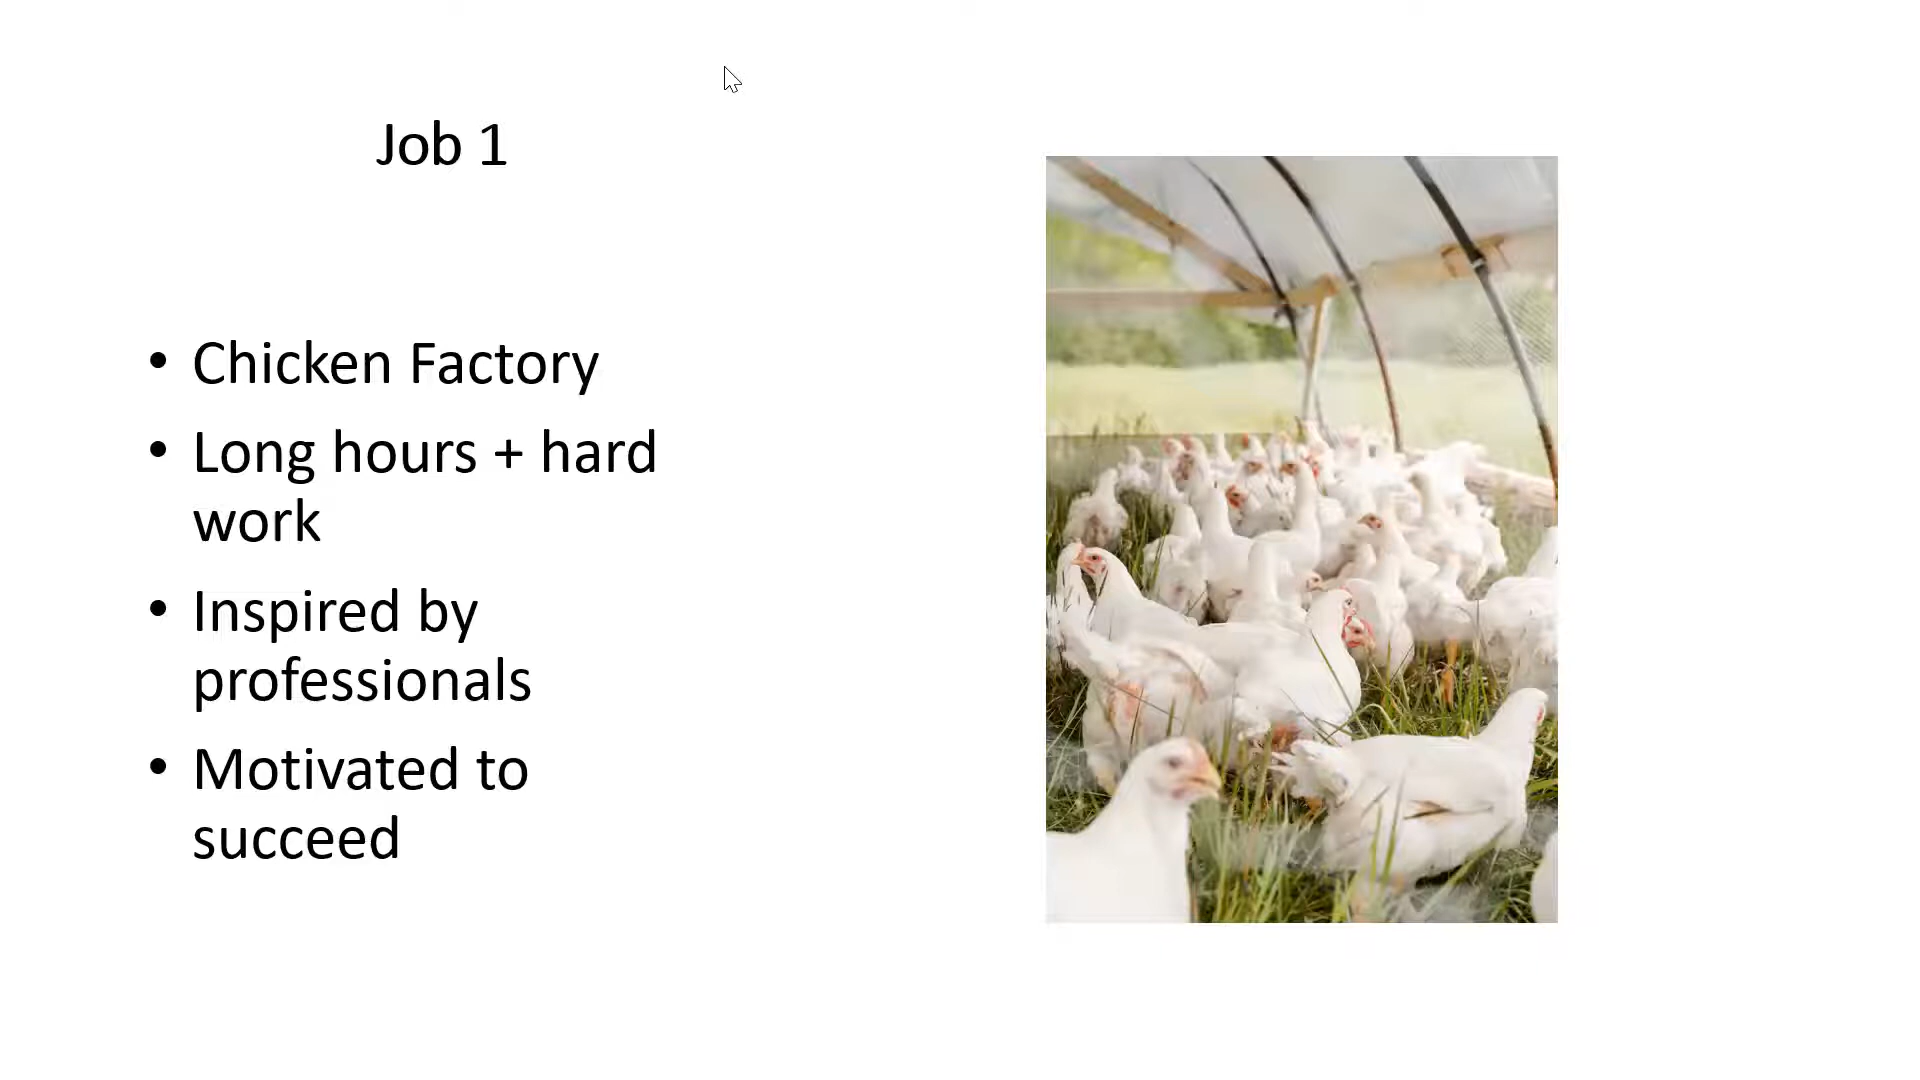 Job 1
• Chicken Factory
• Long hours + hard
work
• Inspired by
professionals
• Motivated to
succeed